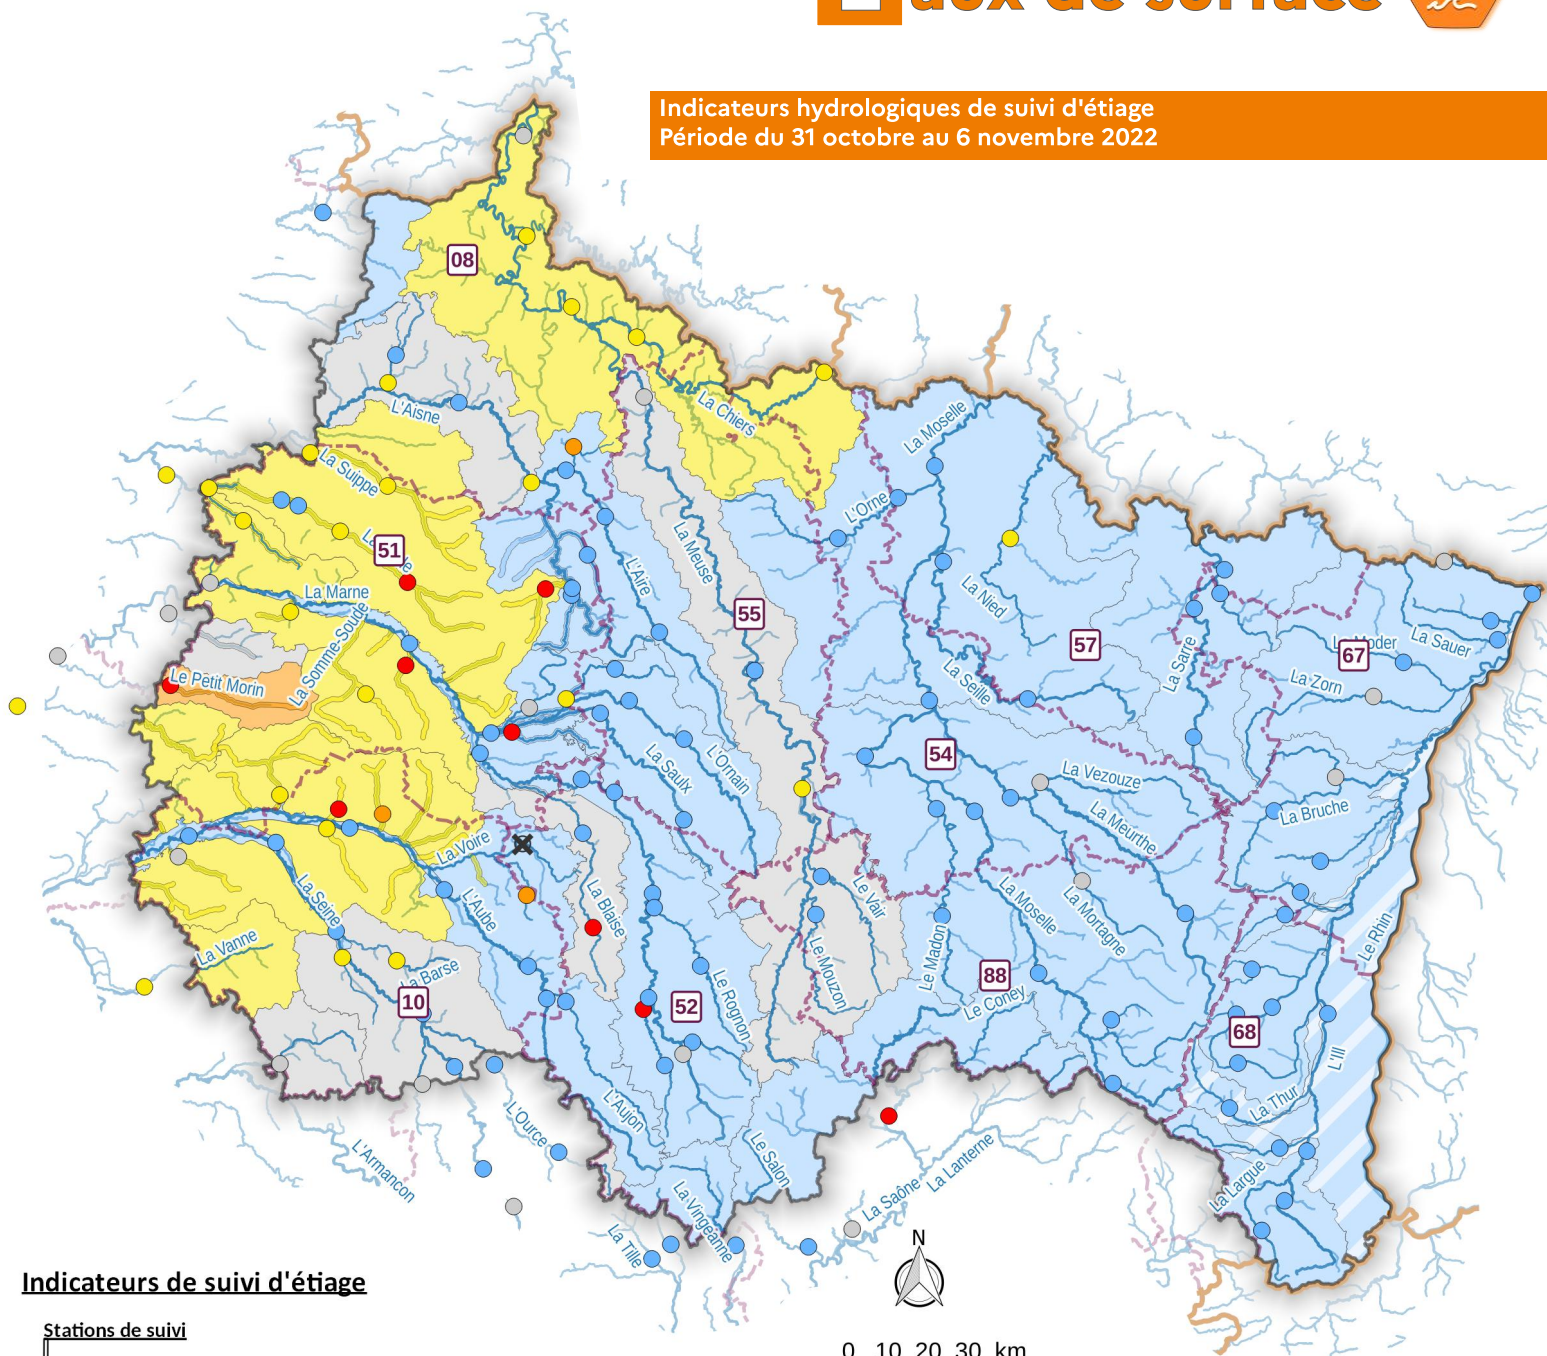 aux de surface
Indicateurs hydrologiques de suivi d'étiage
Période du 31 octobre au 6 novembre 2022
08
La Chiers
L'Aisne
La Moselle
La Suippe
L'Orne
51
La Meuse
L'Aire
La Marne
La Nied
55
57
La Somme-Soude
67
La Sauer
La Sarre
Le Petit Morin
La Seille
La Zorn
54
L'Ornain
La Saulx
La Vezouze
La Bruche
La Meurthe
La Voire
La Seine
L'Aube
La Blaise
Le Vair
La Moselle
La Mortagne
Le Rhin
La Vanne
Le Madon
Le Mouzon
La Barse
10
88
52
Le Rognon
Le Coney
68
L'Ill
La Thur
L'Aujon
L'Ource
Le Salon
La Lanterne
L'Armançon
La Saône
La Largue
La Vingeanne
La Tille
N
Indicateurs de suivi d'étiage
Stations de suivi
0 10 20 30 km